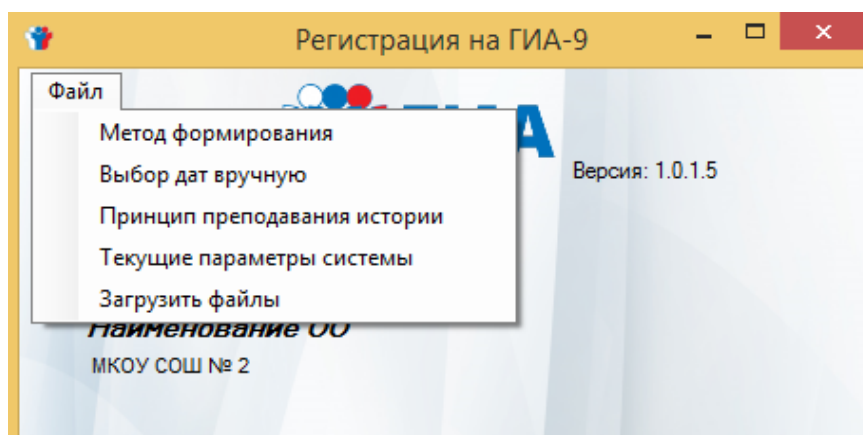 Регистрация на ГИА-9
Файл
Метод формирования
Выбор дат вручную
Версия: 1.0.1.5
Принцип преподавания истории
Текущие параметры системы
Загрузить файлы
Наименование ОО
МКОУ СОШ № 2